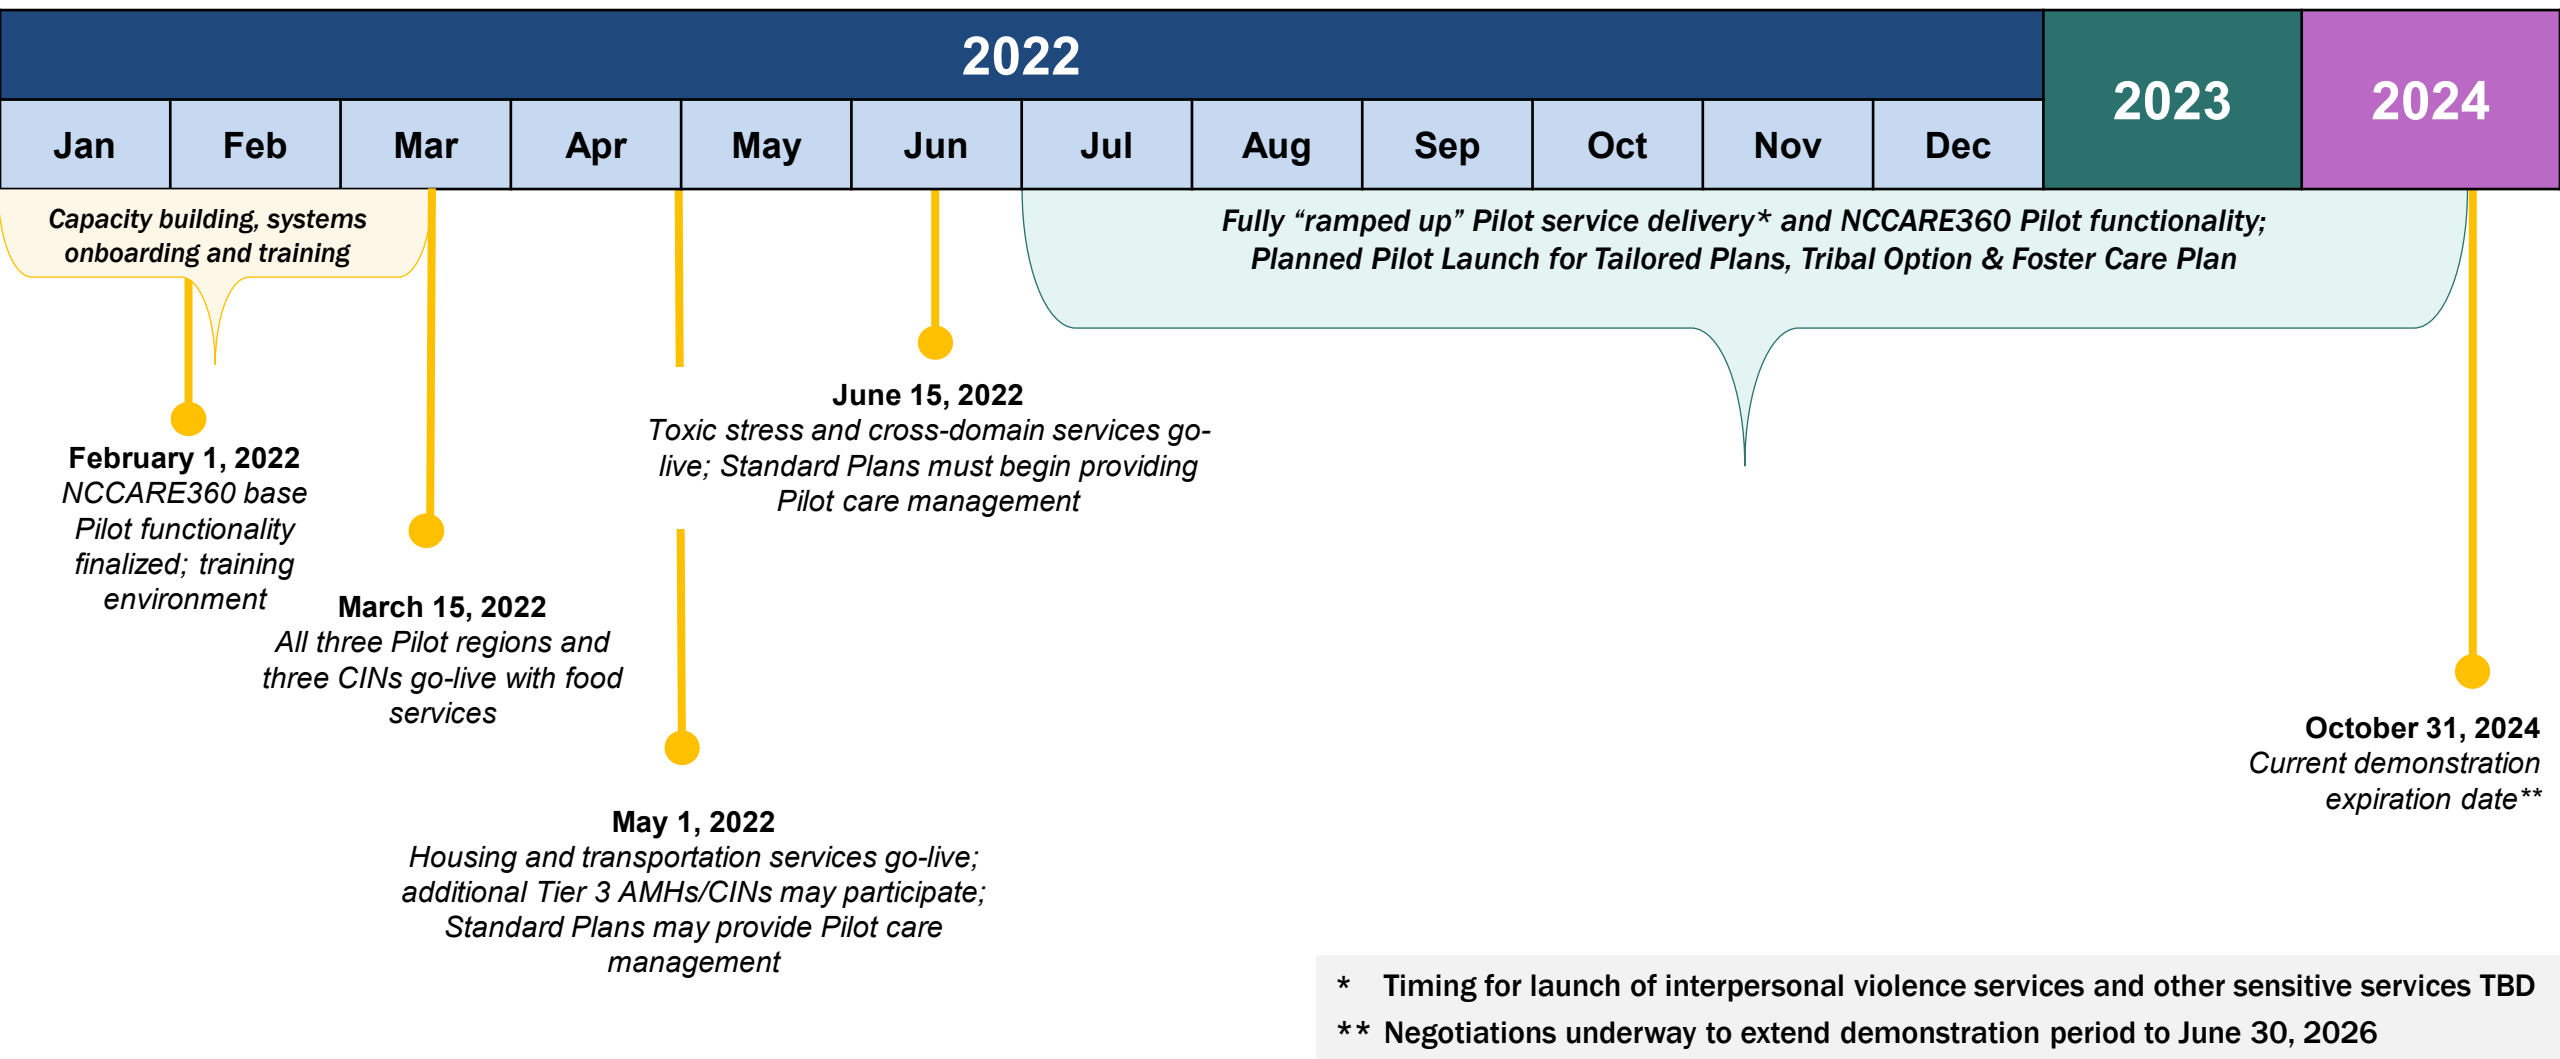 2022
2023
2024
Jan
Feb
Mar
Apr
May
Jun
Jul
Aug
Sep
Oct
Nov
Dec
Capacity building, systems
onboarding and training
Fully “ramped up” Pilot service delivery* and NCCARE360 Pilot functionality;
Planned Pilot Launch for Tailored Plans, Tribal Option & Foster Care Plan
February 1, 2022
NCCARE360 base
Pilot functionality
finalized; training
environment
March 15, 2022
All three Pilot regions and
three CINs go-live with food
services
May 1, 2022
Housing and transportation services go-live;
additional Tier 3 AMHs/CINs may participate;
Standard Plans may provide Pilot care
management
June 15, 2022
Toxic stress and cross-domain services go-
live; Standard Plans must begin providing
Pilot care management
October 31, 2024
Current demonstration
expiration date**
* Timing for launch of interpersonal violence services and other sensitive services TBD
** Negotiations underway to extend demonstration period to June 30, 2026